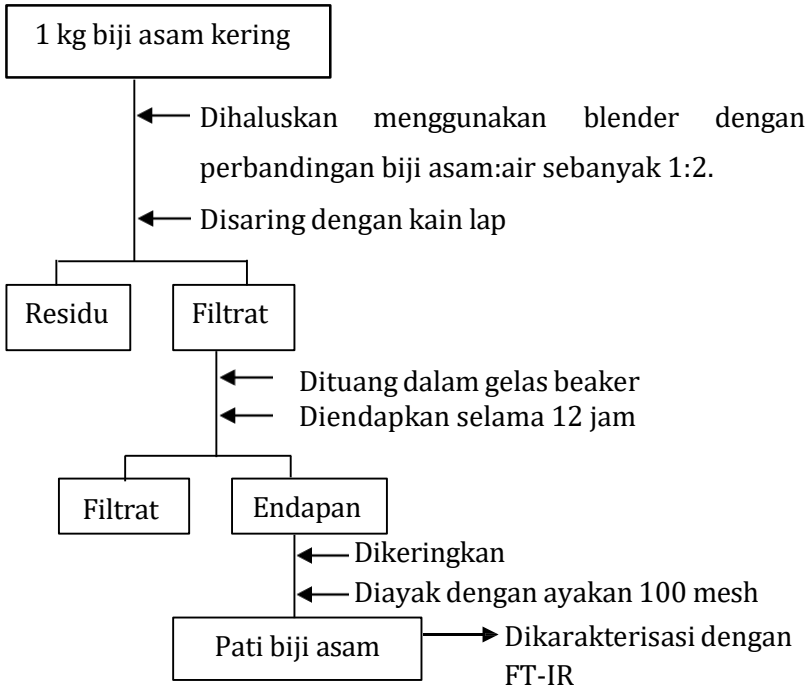 1 kg biji asam kering
Dihaluskan menggunakan blender dengan
perbandingan biji asam:air sebanyak 1:2.
Disaring dengan kain lap
Residu
Filtrat
Dituang dalam gelas beaker
Diendapkan selama 12 jam
Filtrat
Endapan
Dikeringkan
Diayak dengan ayakan 100 mesh
Pati biji asam
Dikarakterisasi dengan
FT-IR